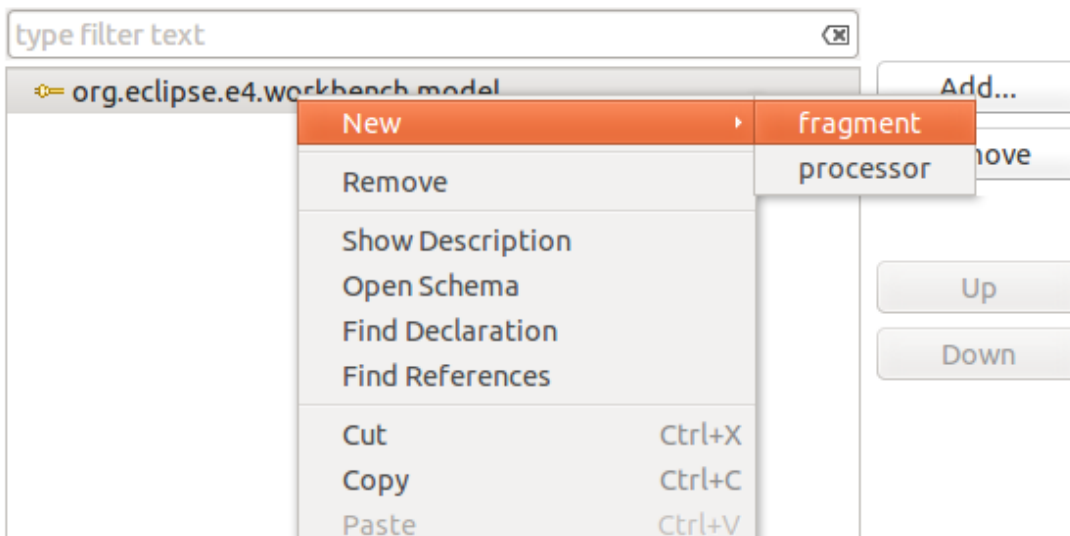 type filter text
org.eclipse.e4.workbench.model
Add...
New
fragment
processor
move
Remove
Show Description
Open Schema
Find Declaration
Find References
Up
Down
Cut Ctrl+X
Copy Ctrl+C
Paste Ctrl+V